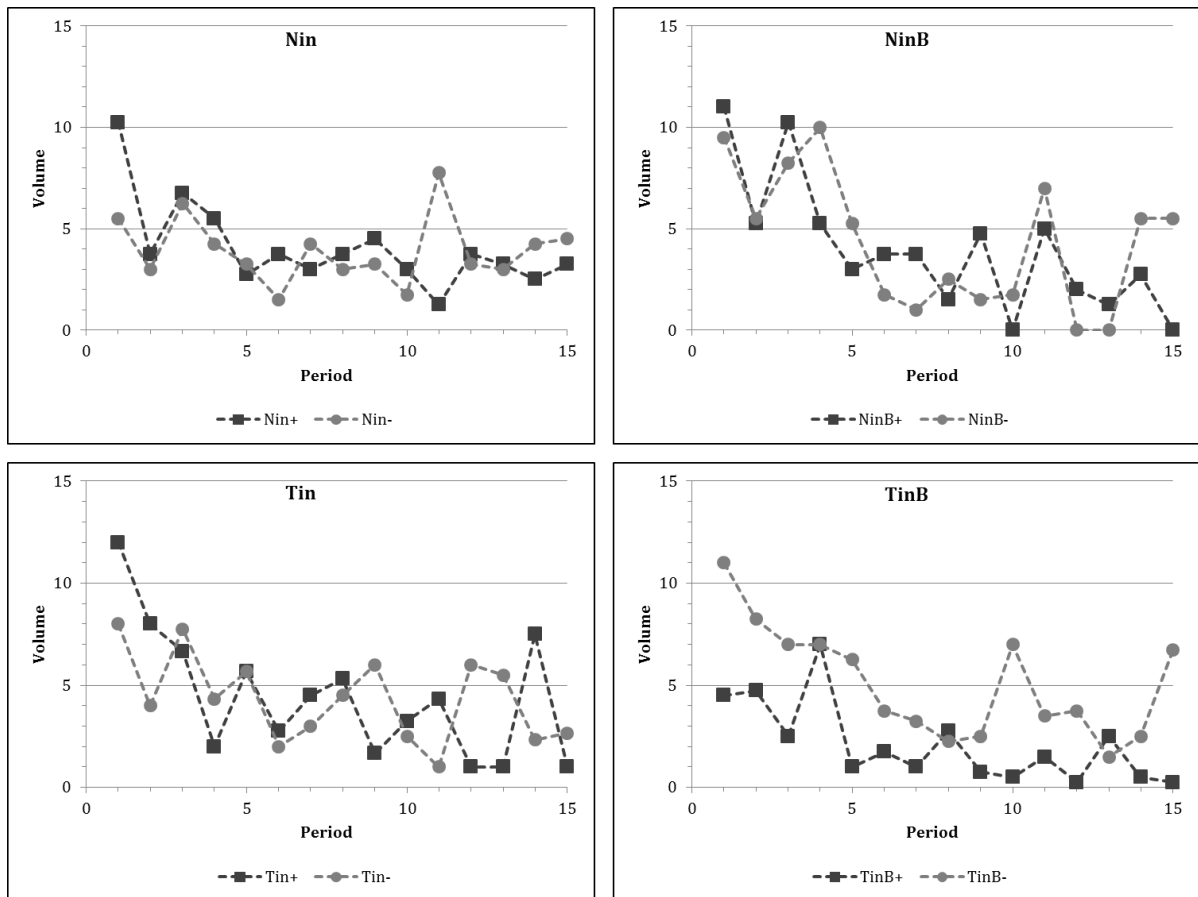 Nin
15
10
5
0
Volume
0 5 10 15
Period
Nin+ Nin-
NinB
15
10
5
0
Volume
0 5 10 15
Period
NinB+ NinB-
Tin
15
10
5
0
Volume
0 5 10 15
Period
Tin+ Tin-
TinB
15
10
5
0
Volume
0 5 10 15
Period
TinB+ TinB-